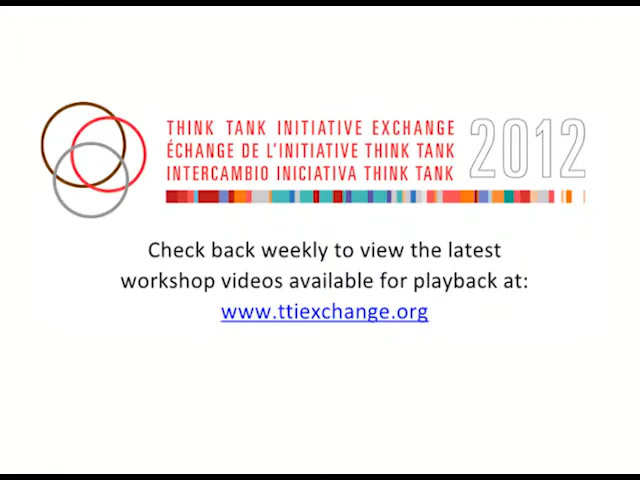 THINK TANK INITIATIVE EXCHANGE 2012
ÉCHANGE DE L'INITIATIVE THINK TANK
INTERCAMBIO INICIATIVA THINK TANK
Check back weekly to view the latest
workshop videos available for playback at:
www.ttiexchange.org